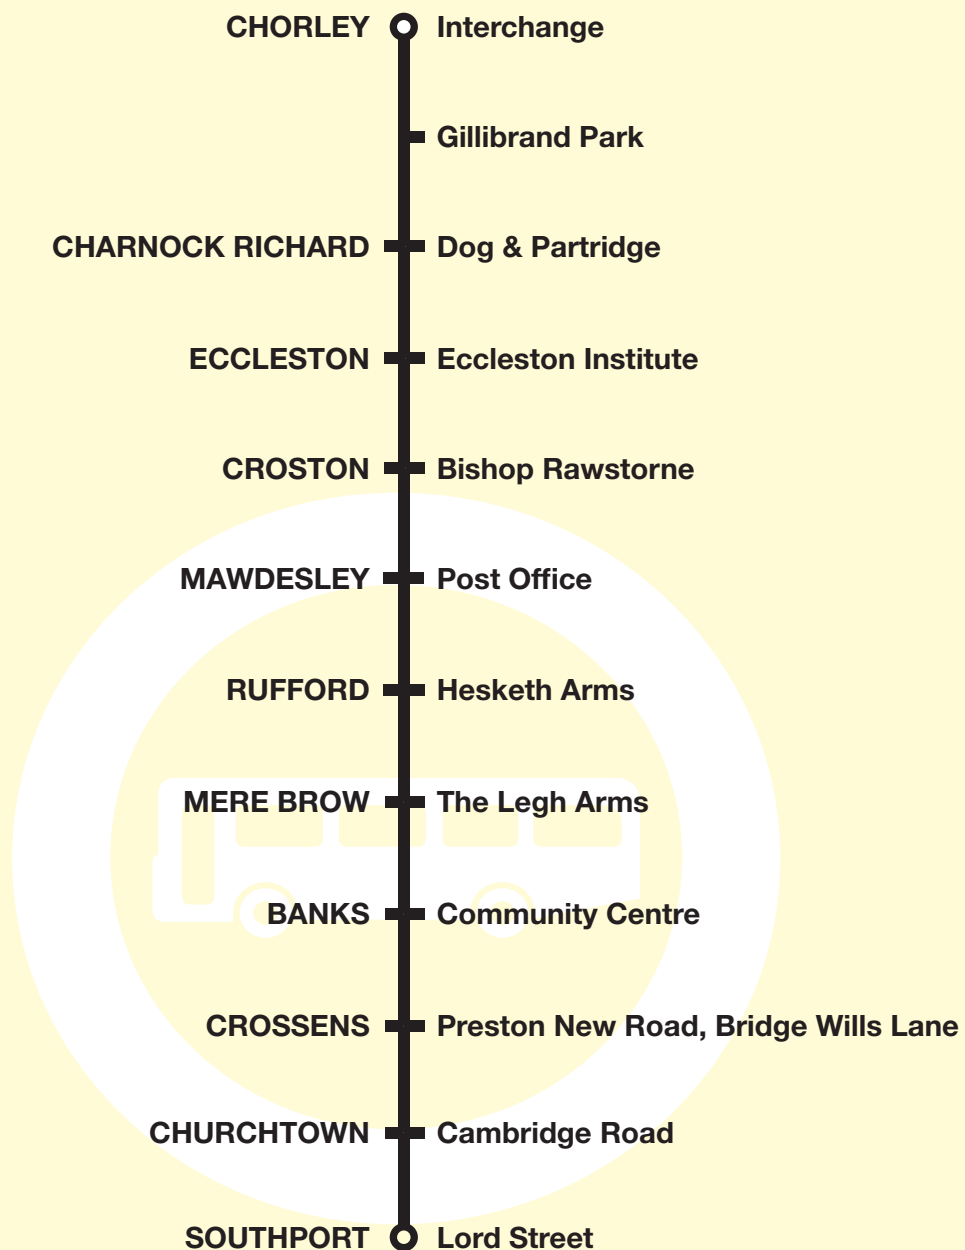 CHORLEY Interchange
Gillibrand Park
CHARNOCK RICHARD Dog & Partridge
ECCLESTON Eccleston Institute
CROSTON Bishop Rawstorne
MAWDESLEY Post Office
RUFFORD Hesketh Arms
MERE BROW The Legh Arms
BANKS Community Centre
CROSSENS Preston New Road, Bridge Wills Lane
CHURCHTOWN Cambridge Road
SOUTHPORT Lord Street